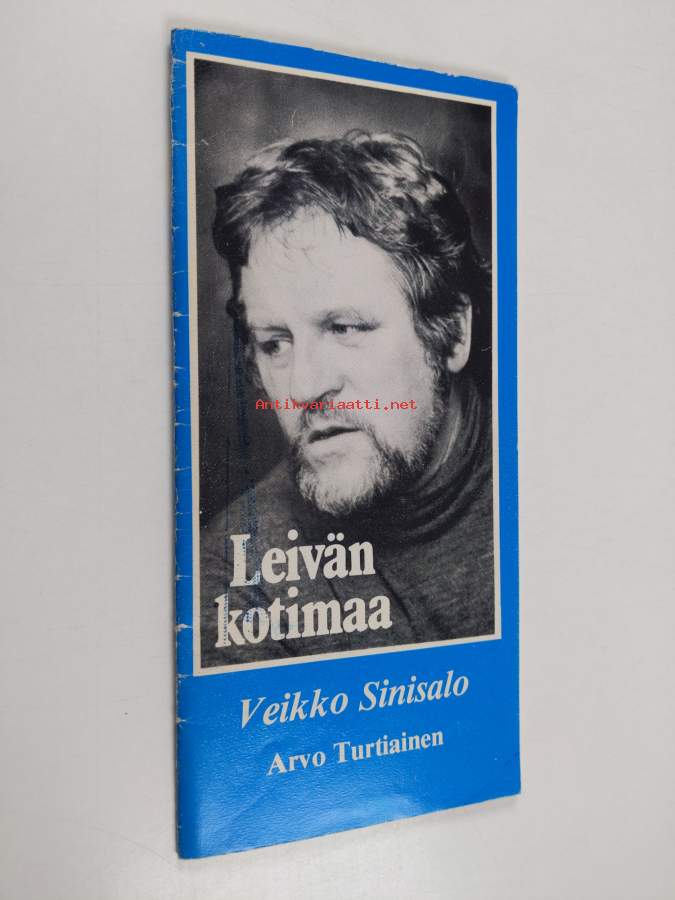 Antikvariaatti.net
Leivän
kotimaa
Veikko Sinisalo
Arvo Turtiainen